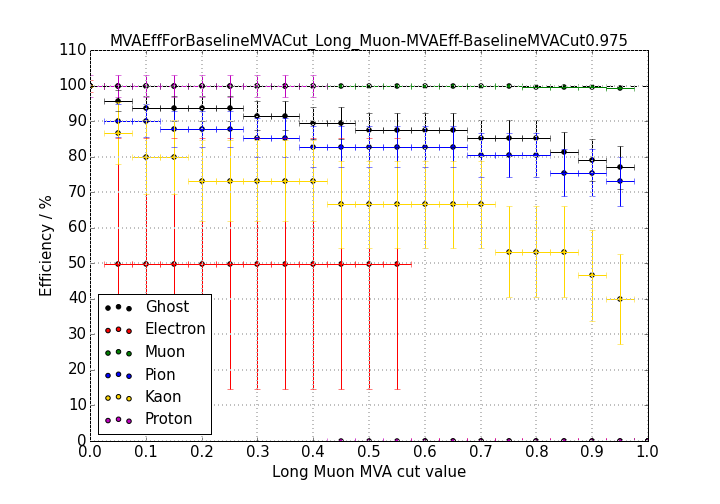 MVAEffForBaselineMVACut_Long_Muon-MVAEff-BaselineMVACut0.975
110
100
90
80
70
60
50
40
30
20
10
0
Efficiency / %
Ghost
Electron
Muon
Pion
Kaon
Proton
0.0 0.1 0.2 0.3 0.4 0.5 0.6 0.7 0.8 0.9 1.0
Long Muon MVA cut value